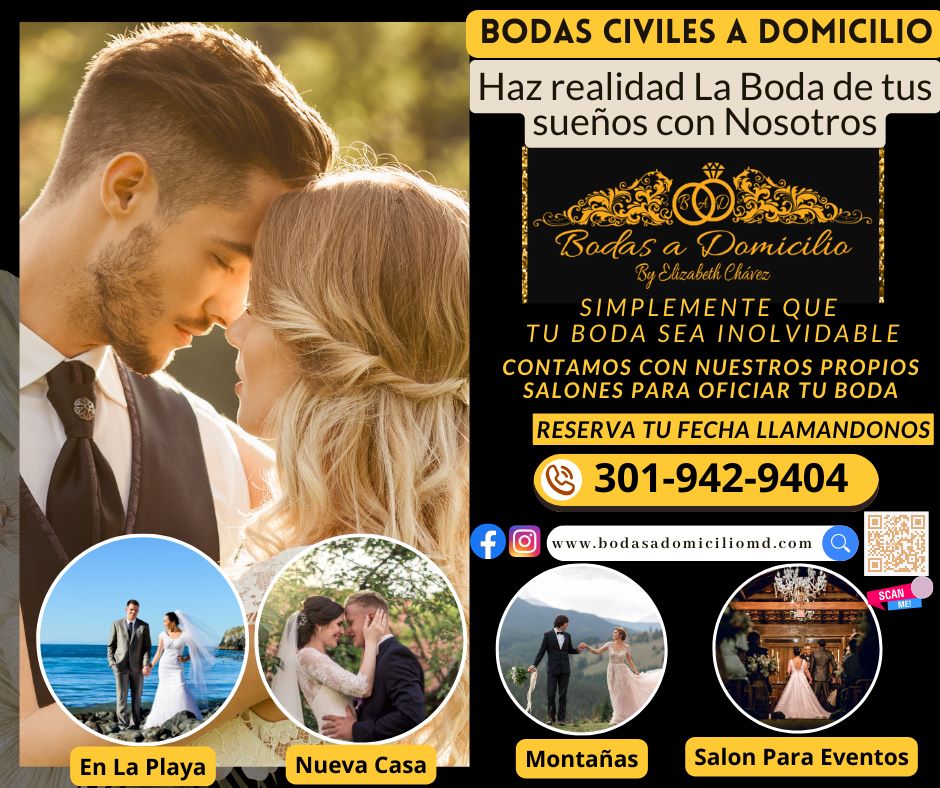 BODAS CIVILES A DOMICILIO
Haz realidad La Boda de tus
sueños con Nosotros
B A D
Bodas a Domicilio
By Elizabeth Chávez
SIMPLEMENTE QUE
TU BODA SEA INOLVIDABLE
CONTAMOS CON NUESTROS PROPIOS
SALONES PARA OFICIAR TU BODA
RESERVA TU FECHA LLAMANDONOS
301-942-9404
www.bodasadomiciliomd.com
SCAN
ME!
En La Playa
Nueva Casa
Montañas
Salon Para Eventos